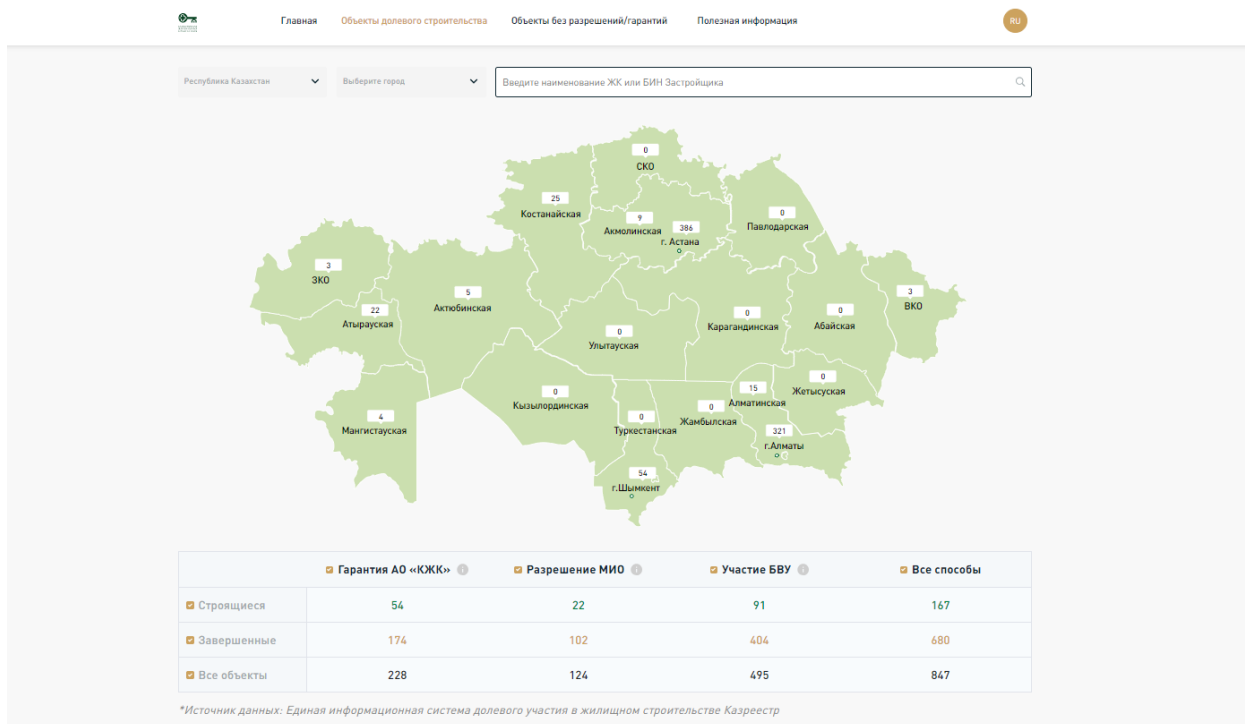 Главная Объекты долевого строительства Объекты без разрешений/гарантий Полезная информация RU
Республика Казахстан Выберите город Введите наименование ЖК или БИН Застройщика
0
СКО
25
Костанайская
9
Акмолинская
386
г. Астана
0
Павлодарская
3
ЗКО
5
Актюбинская
22
Атырауская
3
ВКО
0
Карагандинская
0
Абайская
0
Улытауская
0
Жетысуская
15
Алматинская
0
Кызылординская
0
Жамбылская
4
Мангистауская
0
Туркестанская
321
г.Алматы
54
г.Шымкент
Гарантия АО «КЖК» Разрешение МИО Участие БВУ Все способы
Строящиеся 54 22 91 167
Завершенные 174 102 404 680
Все объекты 228 124 495 847
*Источник данных: Единая информационная система долевого участия в жилищном строительстве Казреестр